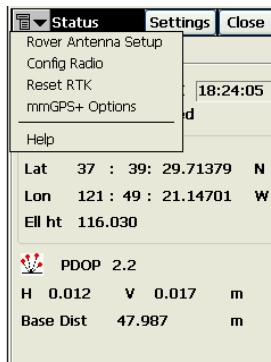 Status Settings Close
Rover Antenna Setup
Config Radio
Reset RTK
18:24:05
mmGPS+ Options
ed
Help
Lat 37 : 39: 29.71379 N
Lon 121 : 49 : 21.14701 W
Ell ht 116.030
PDOP 2.2
H 0.012 V 0.017 m
Base Dist 47.987 m